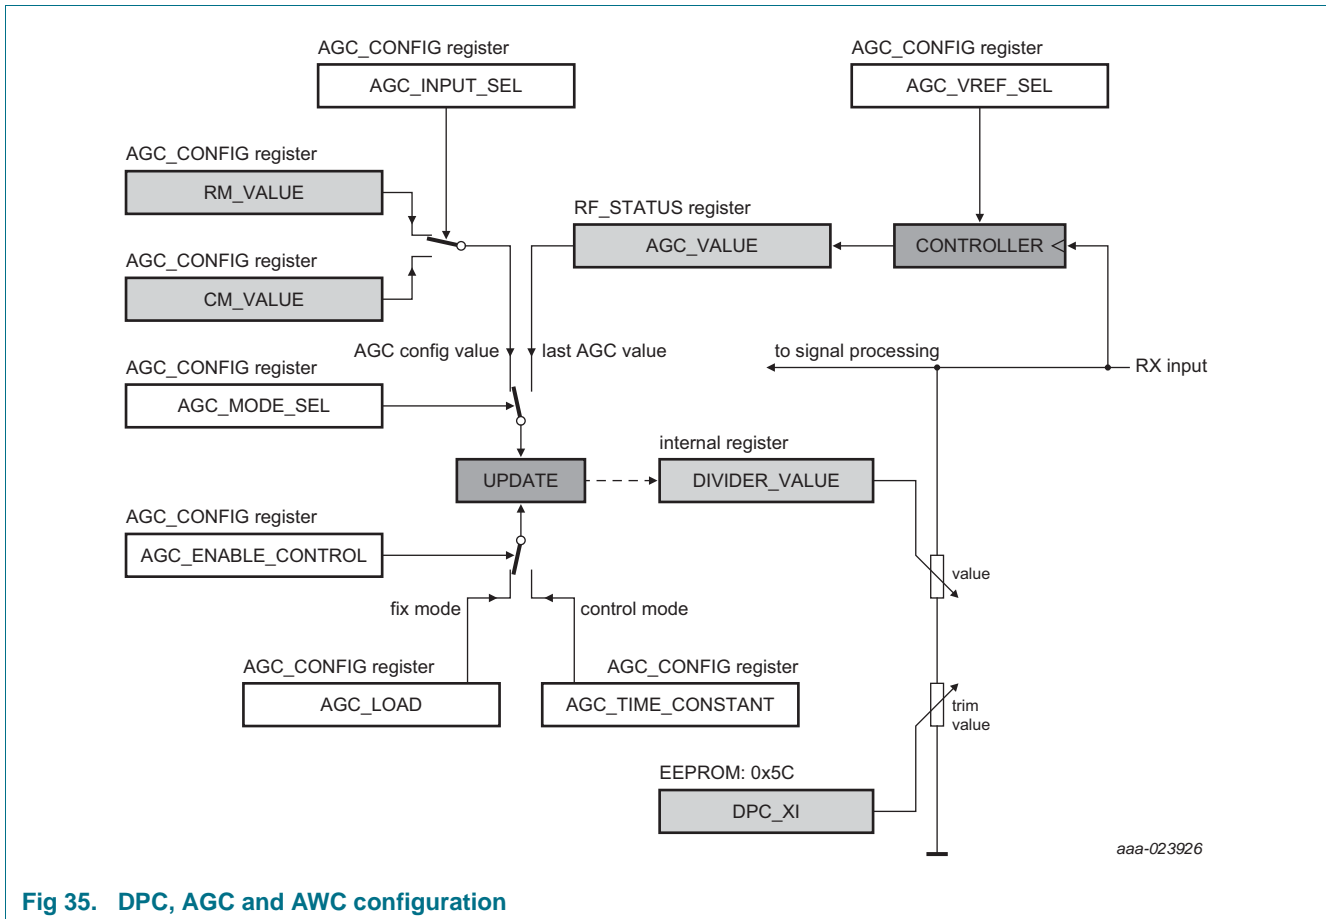 AGC_CONFIG register
AGC_INPUT_SEL
AGC_CONFIG register
AGC_VREF_SEL
AGC_CONFIG register
RM_VALUE
RF_STATUS register
AGC_VALUE
CONTROLLER
AGC_CONFIG register
CM_VALUE
AGC config value
last AGC value
to signal processing
RX input
AGC_CONFIG register
AGC_MODE_SEL
internal register
UPDATE
DIVIDER_VALUE
AGC_CONFIG register
AGC_ENABLE_CONTROL
value
fix mode
control mode
AGC_CONFIG register
AGC_LOAD
AGC_CONFIG register
AGC_TIME_CONSTANT
trim
value
EEPROM: 0x5C
DPC_XI
aaa-023926
Fig 35. DPC, AGC and AWC configuration